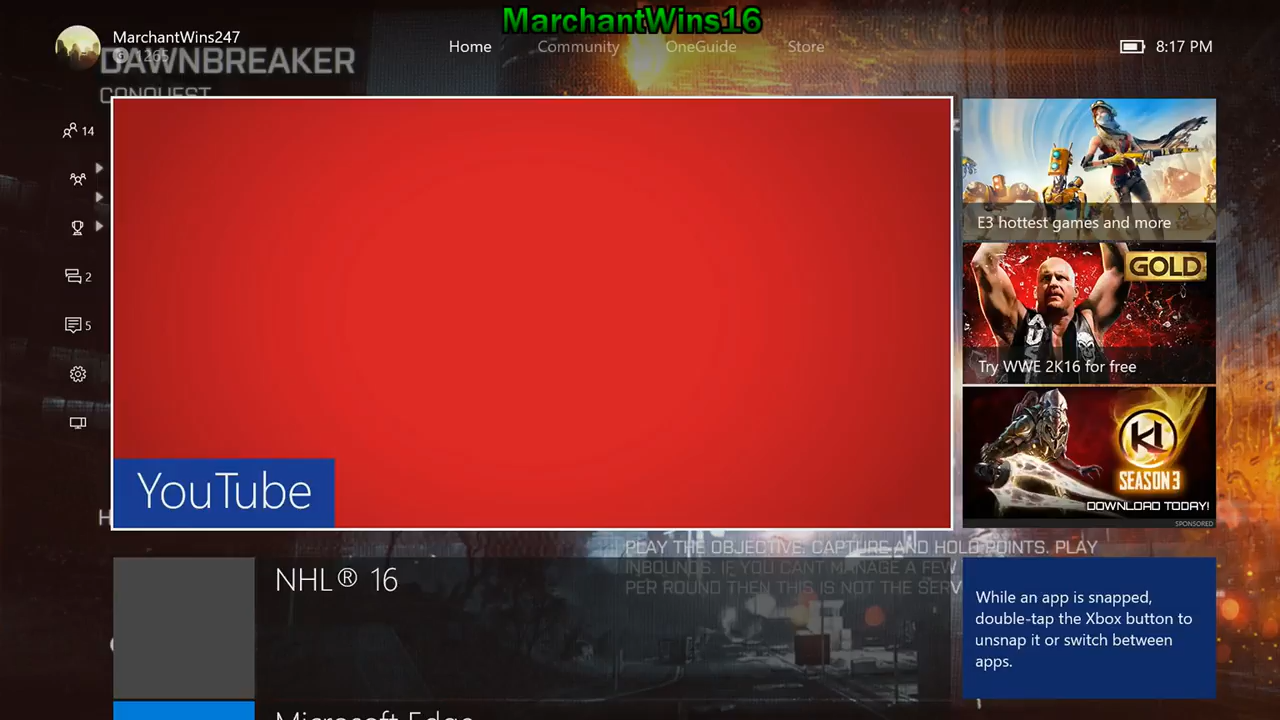 MarchantWins16
MarchantWins247
1265
DAWNBREAKER
CONQUEST
Home
Community
OneGuide
Store
8:17 PM
14
2
5
E3 hottest games and more
GOLD
Try WWE 2K16 for free
KI
SEASON 3
DOWNLOAD TODAY!
SPONSORED
YouTube
H
PLAY THE OBJECTIVE. CAPTURE AND HOLD POINTS. PLAY
INBOUNDS. IF YOU CANT MANAGE A FEW
PER ROUND THEN THIS IS NOT THE SERV
NHL® 16
While an app is snapped,
double-tap the Xbox button to
unsnap it or switch between
apps.
Microsoft Edge